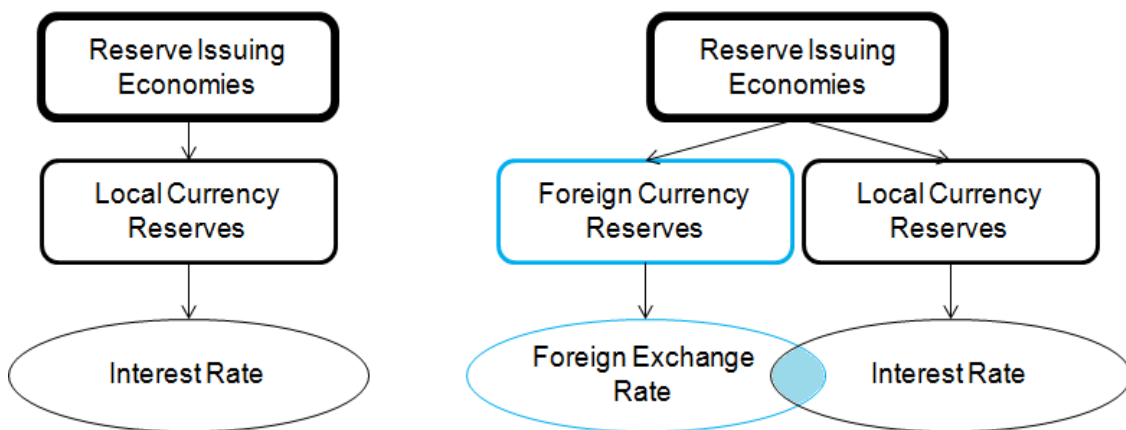 Reserve Issuing
Economies
Local Currency
Reserves
Interest Rate
Reserve Issuing
Economies
Foreign Currency
Reserves
Local Currency
Reserves
Foreign Exchange
Rate
Interest Rate